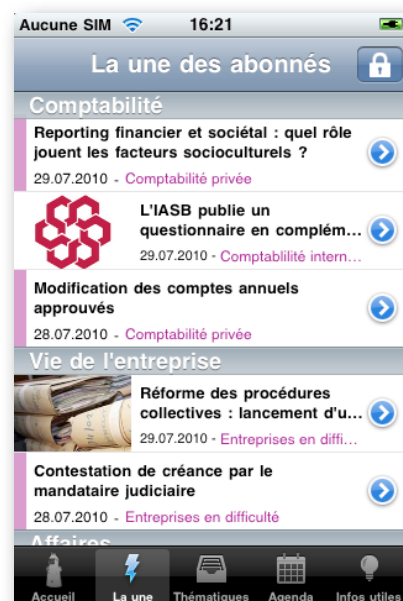 Aucune SIM 16:21
La une des abonnés
Comptabilité
Reporting financier et sociétal : quel rôle
jouent les facteurs socioculturels ?
29.07.2010 - Comptabilité privée
L'IASB publie un
questionnaire en complém...
29.07.2010 - Comptablilité intern...
Modification des comptes annuels
approuvés
28.07.2010 - Comptabilité privée
Vie de l'entreprise
Réforme des procédures
collectives : lancement d'u...
29.07.2010 - Entreprises en diffi...
Contestation de créance par le
mandataire judiciaire
28.07.2010 - Entreprises en difficulté
Affaires
Accueil La une Thématiques Agenda Infos utiles